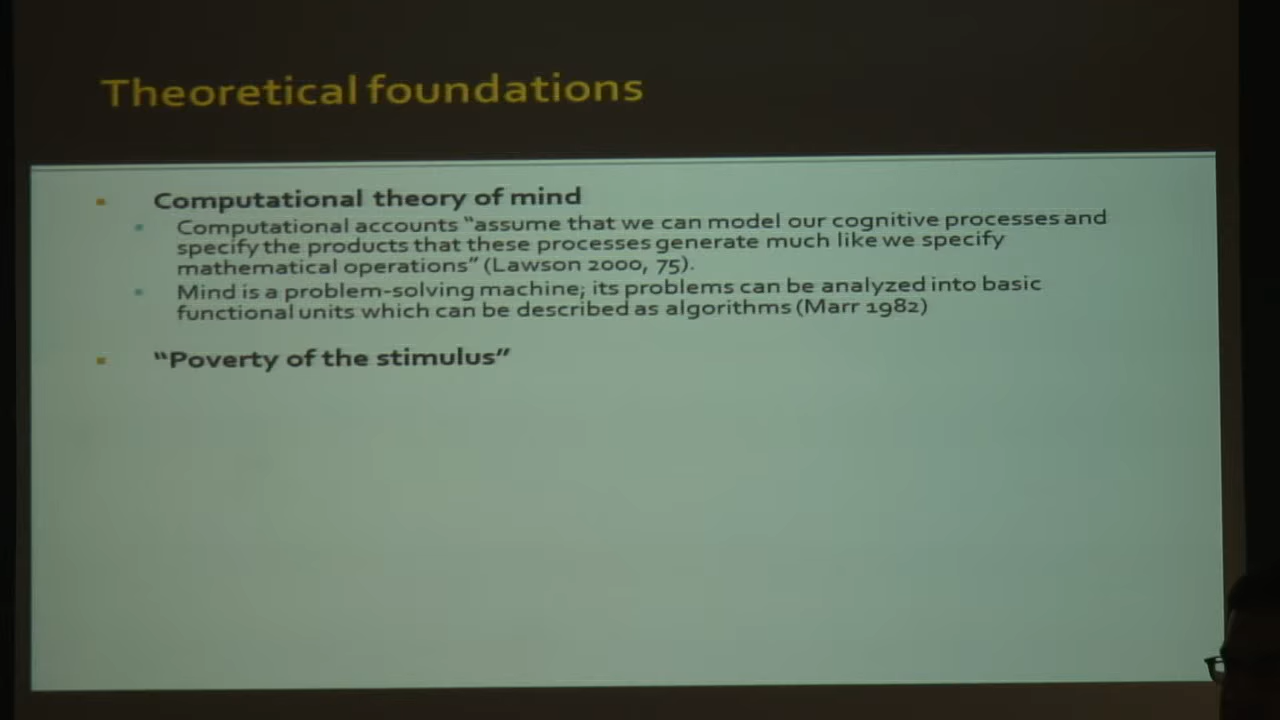 Theoretical foundations
Computational theory of mind
Computational accounts “assume that we can model our cognitive processes and
specify the products that these processes generate much like we specify
mathematical operations” (Lawson 2000, 75).
Mind is a problem-solving machine; its problems can be analyzed into basic
functional units which can be described as algorithms (Marr 1982)
“Poverty of the stimulus”